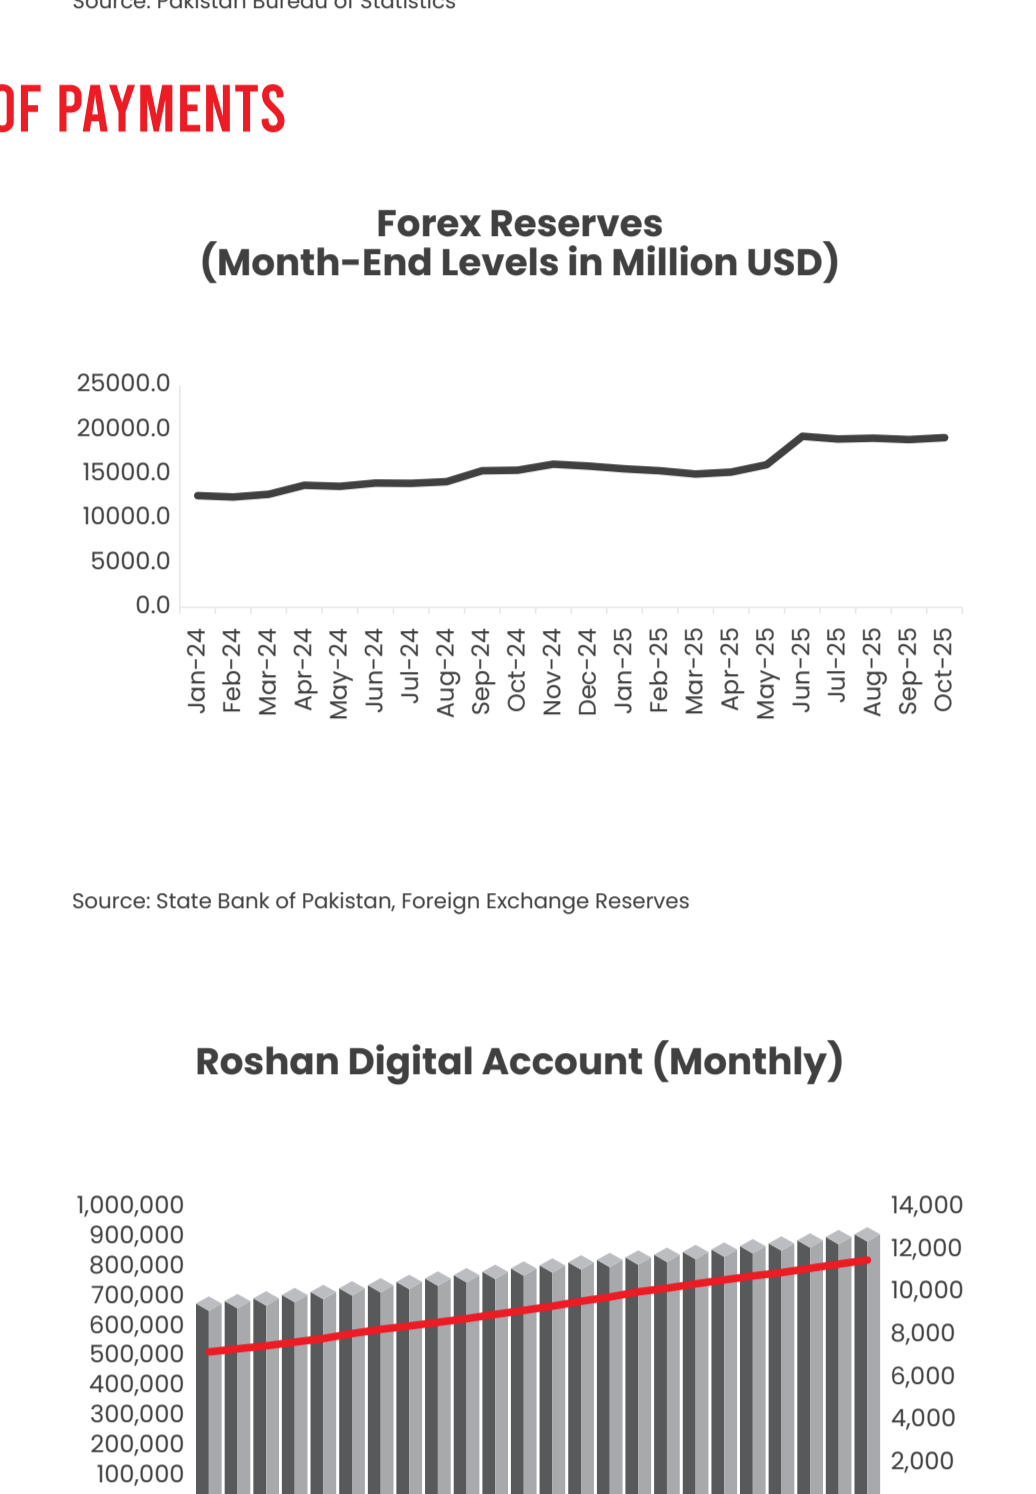 Source: Pakistan Bureau of Statistics
OF PAYMENTS
Forex Reserves
(Month-End Levels in Million USD)
25000.0
20000.0
15000.0
10000.0
5000.0
0.0
Jan-24
Feb-24
Mar-24
Apr-24
May-24
Jun-24
Jul-24
Aug-24
Sep-24
Oct-24
Nov-24
Dec-24
Jan-25
Feb-25
Mar-25
Apr-25
May-25
Jun-25
Jul-25
Aug-25
Sep-25
Oct-25
Source: State Bank of Pakistan, Foreign Exchange Reserves
Roshan Digital Account (Monthly)
1,000,000
900,000
800,000
700,000
600,000
500,000
400,000
300,000
200,000
100,000
14,000
12,000
10,000
8,000
6,000
4,000
2,000